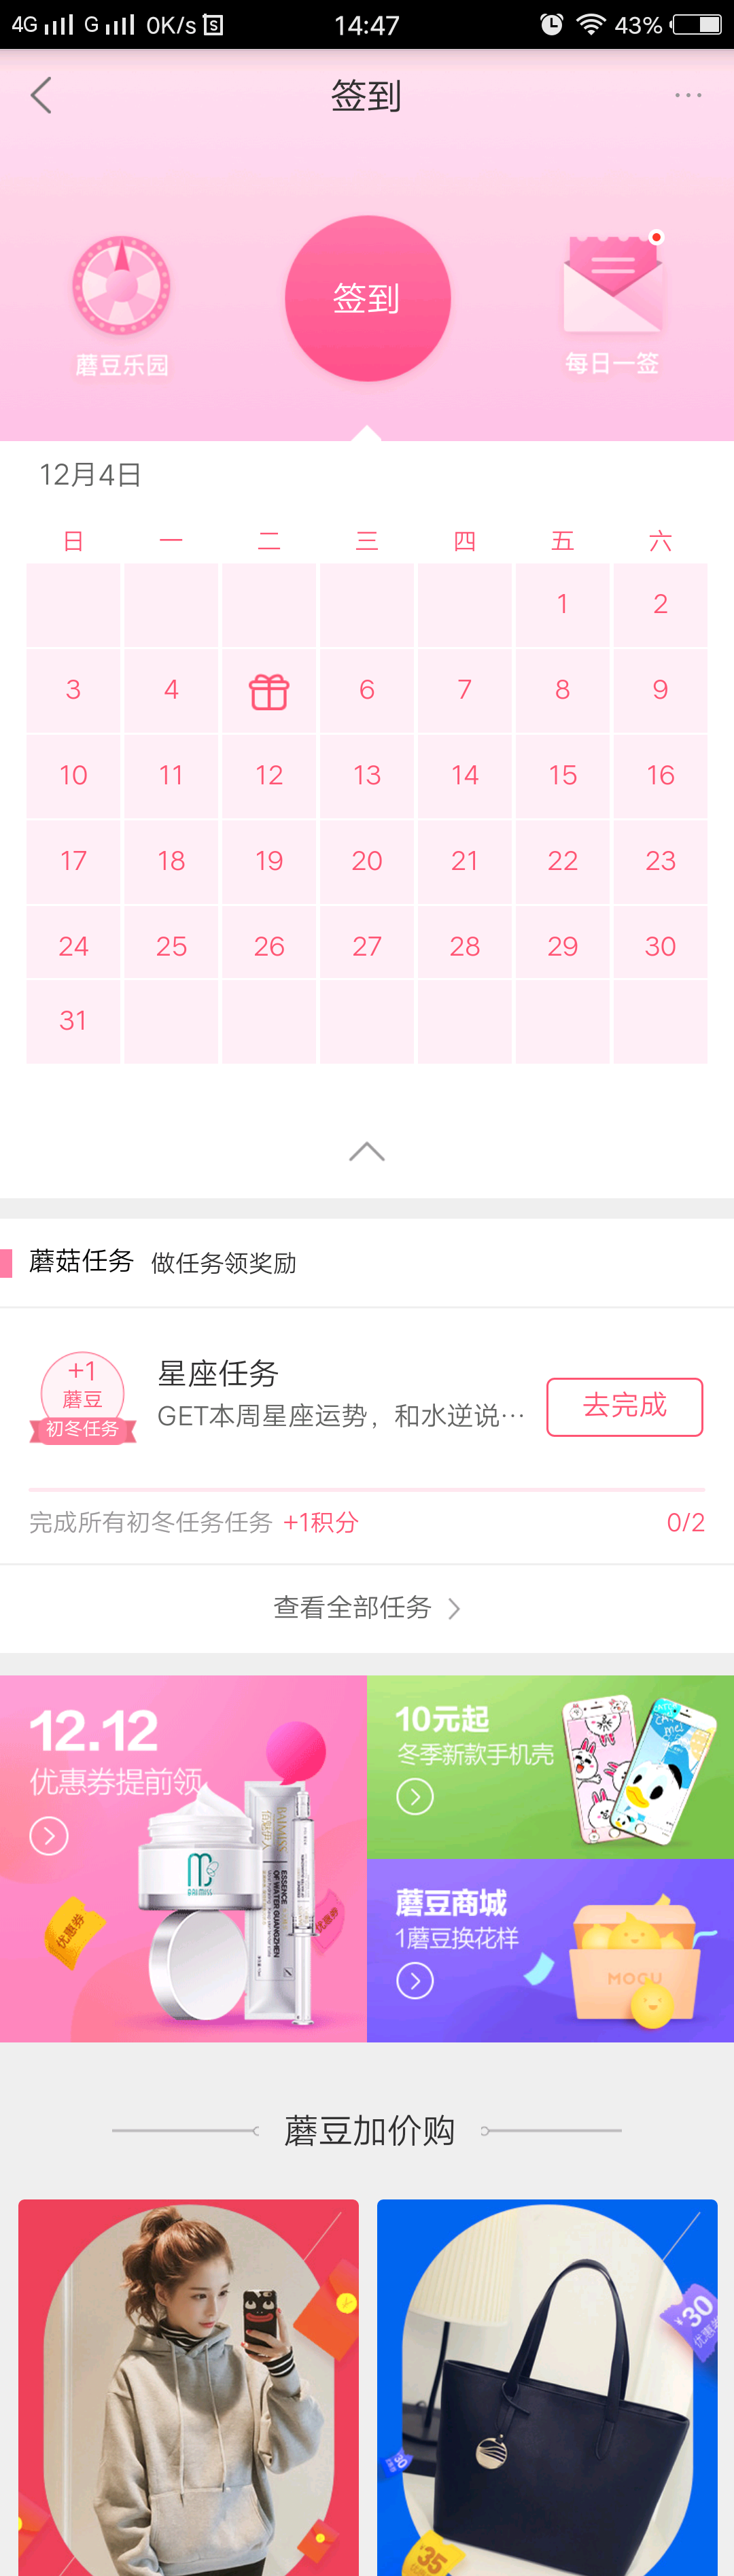 4G G 0K/s 14:47 43%
签到
签到
蘑豆乐园
每日一签
12月4日
日 一 二 三 四 五 六
1 2
3 4 6 7 8 9
10 11 12 13 14 15 16
17 18 19 20 21 22 23
24 25 26 27 28 29 30
31
蘑菇任务 做任务领奖励
+1
蘑豆
初冬任务
星座任务
GET本周星座运势，和水逆说…
去完成
完成所有初冬任务任务 +1积分 0/2
查看全部任务
12.12
优惠券提前领
优惠券
优惠券
ESSENCE
OF WATER GUANGZHEN
10元起
冬季新款手机壳
蘑豆商城
1蘑豆换花样
MOGU
蘑豆加价购
¥30
优惠券
30
35